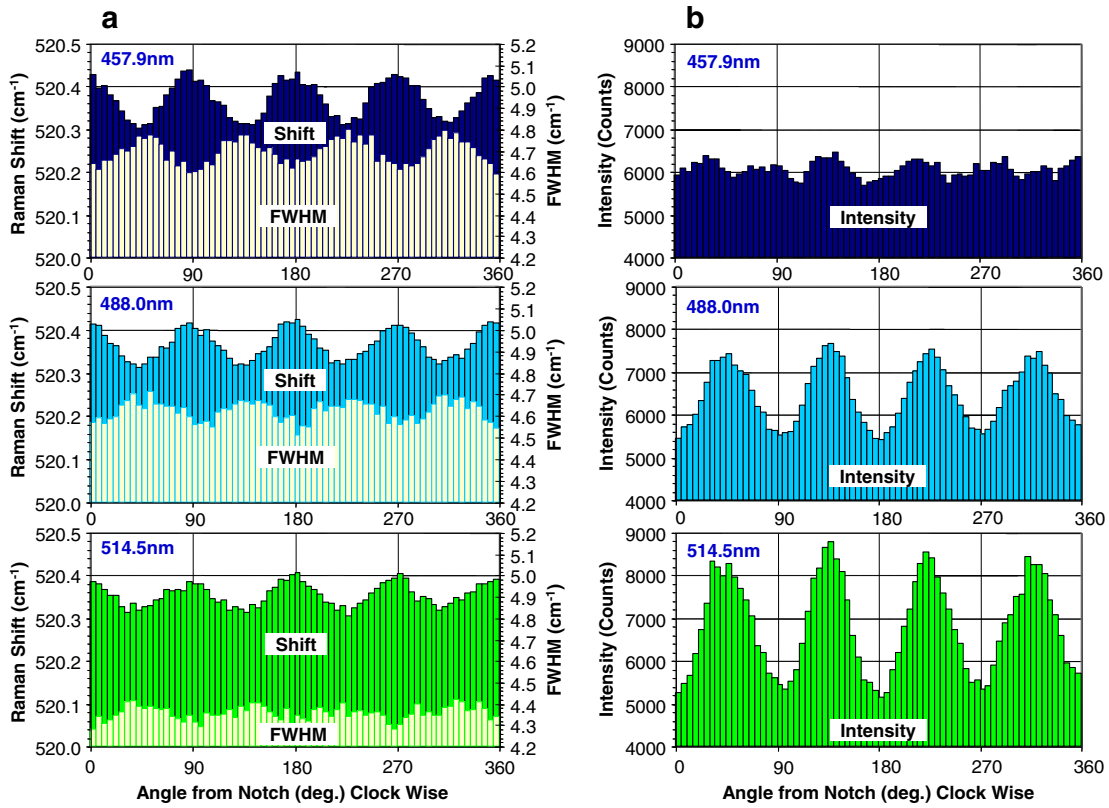 a
b
520.5
520.4
520.3
520.2
520.1
520.0
Raman Shift (cm-1)
457.9nm
Shift
FWHM
5.2
5.1
5.0
4.9
4.8
4.7
4.6
4.5
4.4
4.3
4.2
FWHM (cm-1)
0 90 180 270 360
9000
8000
7000
6000
5000
4000
Intensity (Counts)
457.9nm
Intensity
0 90 180 270 360
520.5
520.4
520.3
520.2
520.1
520.0
Raman Shift (cm-1)
488.0nm
Shift
FWHM
5.2
5.1
5.0
4.9
4.8
4.7
4.6
4.5
4.4
4.3
4.2
FWHM (cm-1)
0 90 180 270 360
9000
8000
7000
6000
5000
4000
Intensity (Counts)
488.0nm
Intensity
0 90 180 270 360
520.5
520.4
520.3
520.2
520.1
520.0
Raman Shift (cm-1)
514.5nm
Shift
FWHM
5.2
5.1
5.0
4.9
4.8
4.7
4.6
4.5
4.4
4.3
4.2
FWHM (cm-1)
0 90 180 270 360
Angle from Notch (deg.) Clock Wise
9000
8000
7000
6000
5000
4000
Intensity (Counts)
514.5nm
Intensity
0 90 180 270 360
Angle from Notch (deg.) Clock Wise